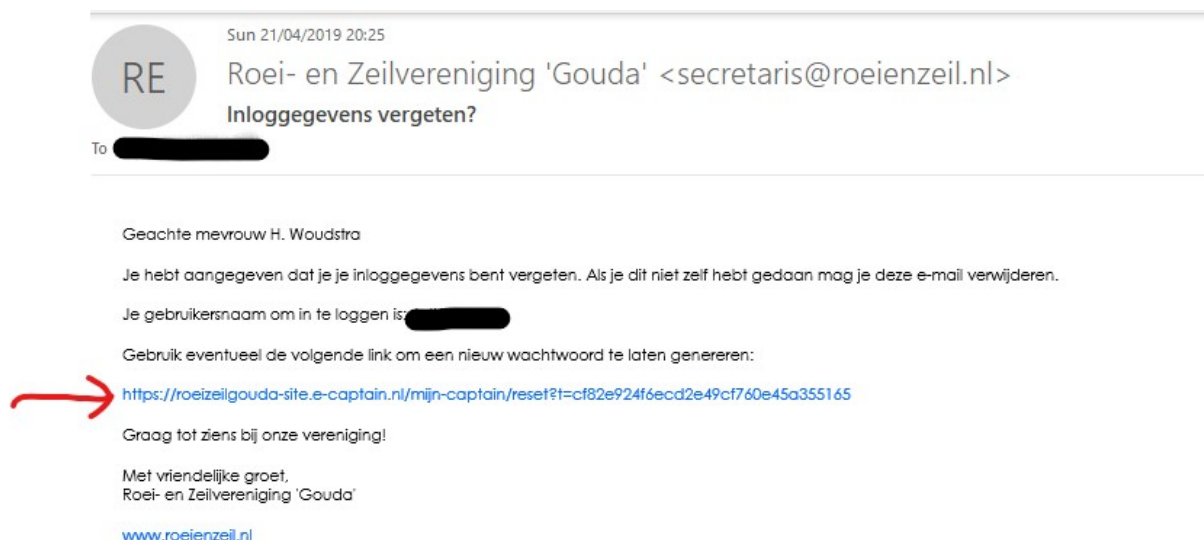 Sun 21/04/2019 20:25
RE
Roei- en Zeilvereniging 'Gouda' <secretaris@roeienzeil.nl>
Inloggegevens vergeten?
To
Geachte mevrouw H. Woudstra
Je hebt aangegeven dat je je inloggegevens bent vergeten. Als je dit niet zelf hebt gedaan mag je deze e-mail verwijderen.
Je gebruikersnaam om in te loggen is:
Gebruik eventueel de volgende link om een nieuw wachtwoord te laten genereren:
https://roeizeilgouda-site.e-captain.nl/mijn-captain/reset?t=cf82e924f6ecd2e49cf760e45a355165
Graag tot ziens bij onze vereniging!
Met vriendelijke groet,
Roei- en Zeilvereniging 'Gouda'
www.roeienzeil.nl